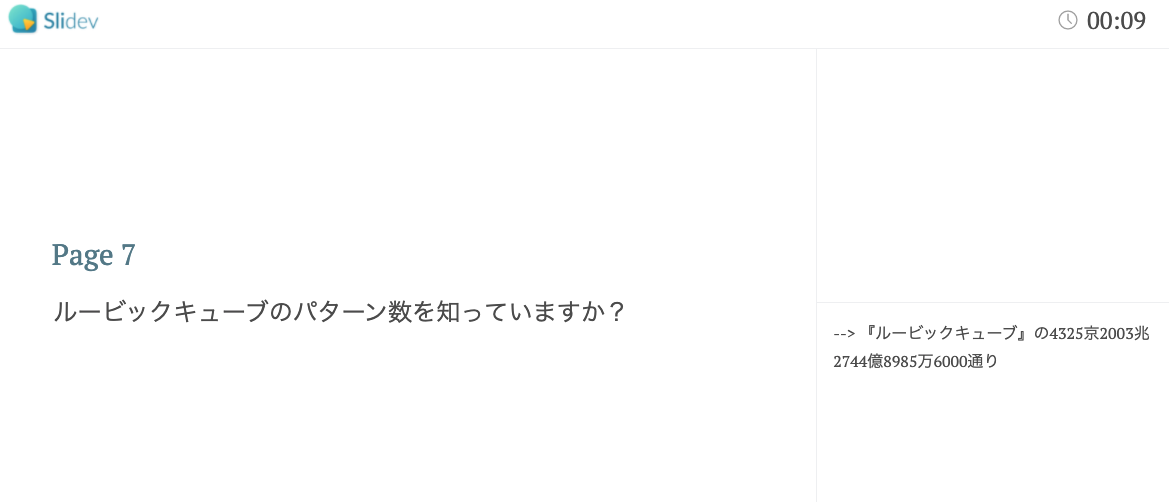 Slidev
00:09
Page 7
ルービックキューブのパターン数を知っていますか？
--> 『ルービックキューブ』の4325京2003兆
2744億8985万6000通り